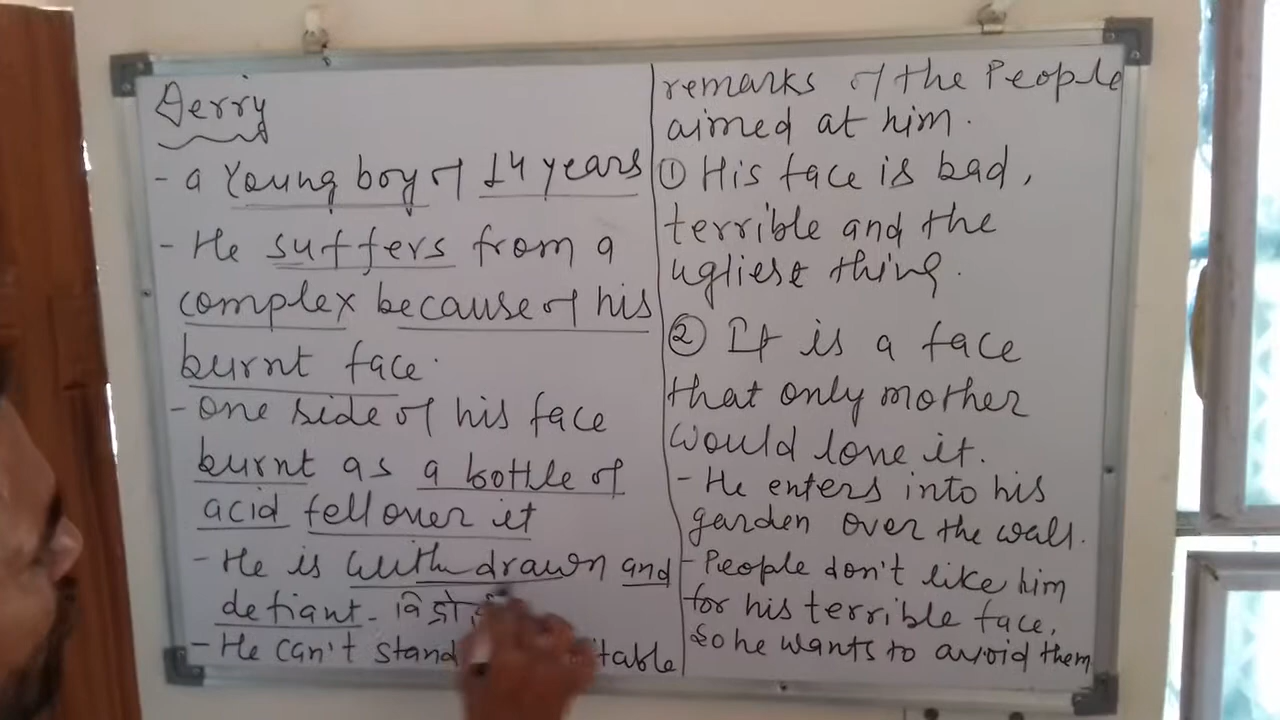 Derry
- a Young boy of 14 years
- He suffers from a
complex because of his
burnt face.
- One side of his face
burnt as a bottle of
acid fell over it
- He is withdrawn and
defiant -
- He can't stand
remarks of the People
aimed at him.
① His face is bad,
terrible and the
ugliest thing.
② It is a face
that only mother
would love it.
- He enters into his
garden over the wall.
- People don't like him
for his terrible face,
So he wants to avoid them